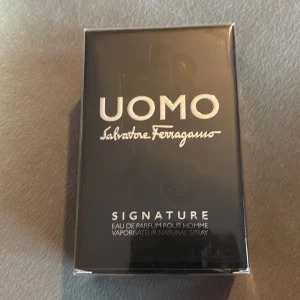 UOMO
Salvatore Ferragamo
SIGNATURE
EAU DE PARFUM POUR HOMME
VAPORISATEUR NATURAL SPRAY